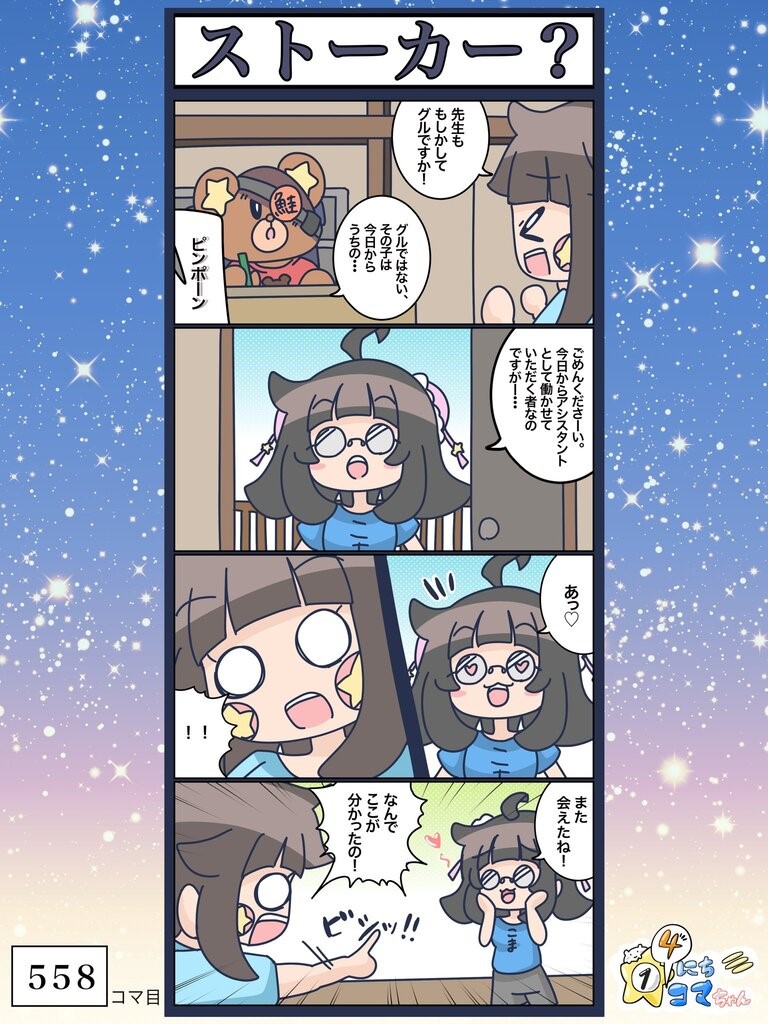 ストーカー？
先生も
もしかして
グルですか！
グルではない、
その子は
今日から
うちの…
鮭
ピンポーン
ごめんくださーい。
今日からアシスタント
として働かせて
いただく者なの
ですがー…
あっ♡
！！
また
会えたね！
なんで
ここが
分かったの！
ビシッ!!
こま
558
コマ目
1
4
にち
コマ
ちゃん